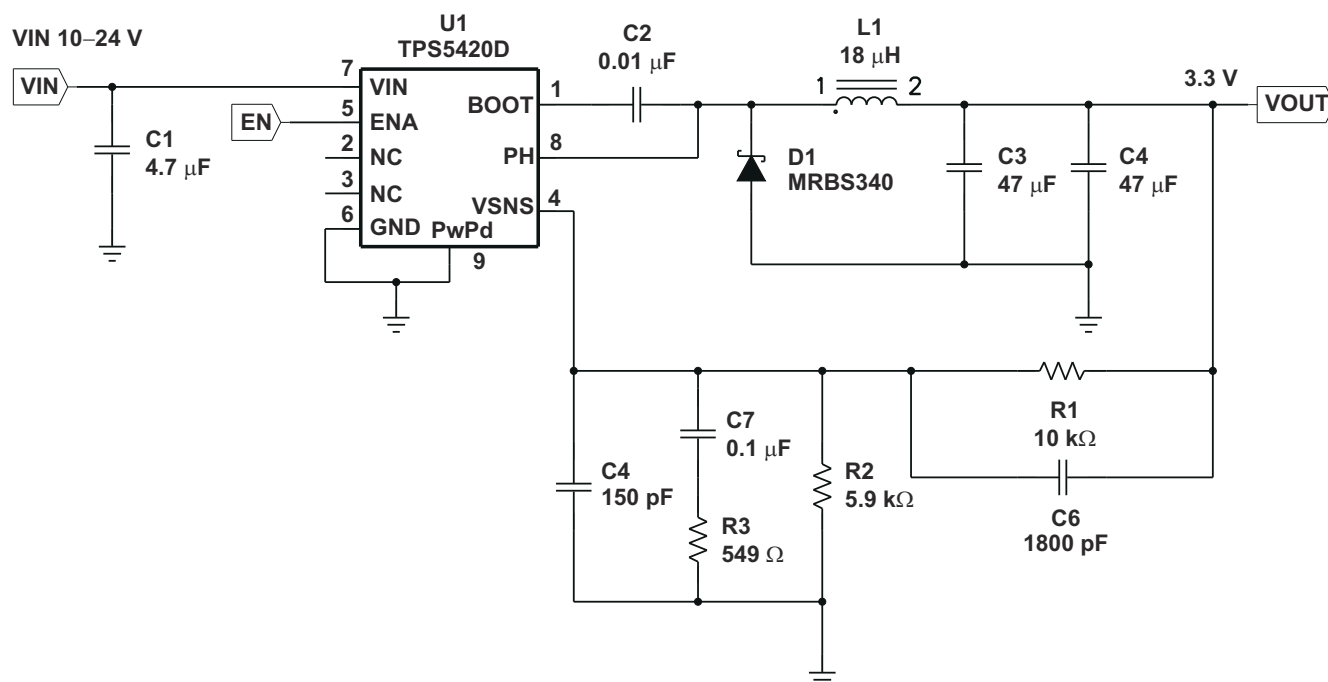 U1
TPS5420D
VIN 10–24 V
VIN
C1
4.7 μF
EN
7
5
2
3
6
VIN
ENA
NC
NC
GND
PwPd
9
BOOT
PH
VSNS
1
8
4
C2
0.01 μF
L1
18 μH
1
2
D1
MRBS340
C3
47 μF
C4
47 μF
3.3 V
VOUT
C4
150 pF
C7
0.1 μF
R3
549 Ω
R2
5.9 kΩ
R1
10 kΩ
C6
1800 pF